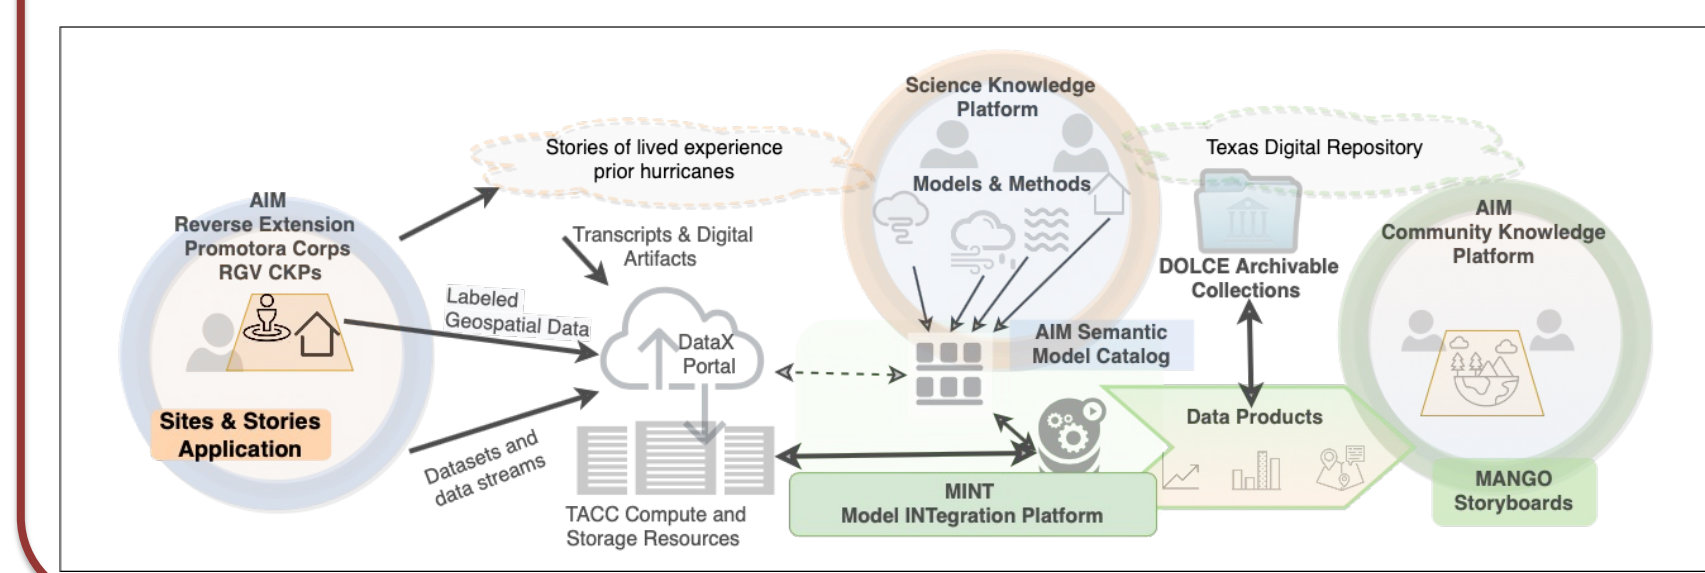 AIM
Reverse Extension
Promotora Corps
RGV CKPs
Sites & Stories
Application
Stories of lived experience
prior hurricanes
Transcripts & Digital
Artifacts
Labeled
Geospatial Data
Datasets and
data streams
DataX
Portal
TACC Compute and
Storage Resources
Science Knowledge
Platform
Models & Methods
AIM Semantic
Model Catalog
MINT
Model INTegration Platform
Texas Digital Repository
DOLCE Archivable
Collections
Data Products
AIM
Community Knowledge
Platform
MANGO
Storyboards